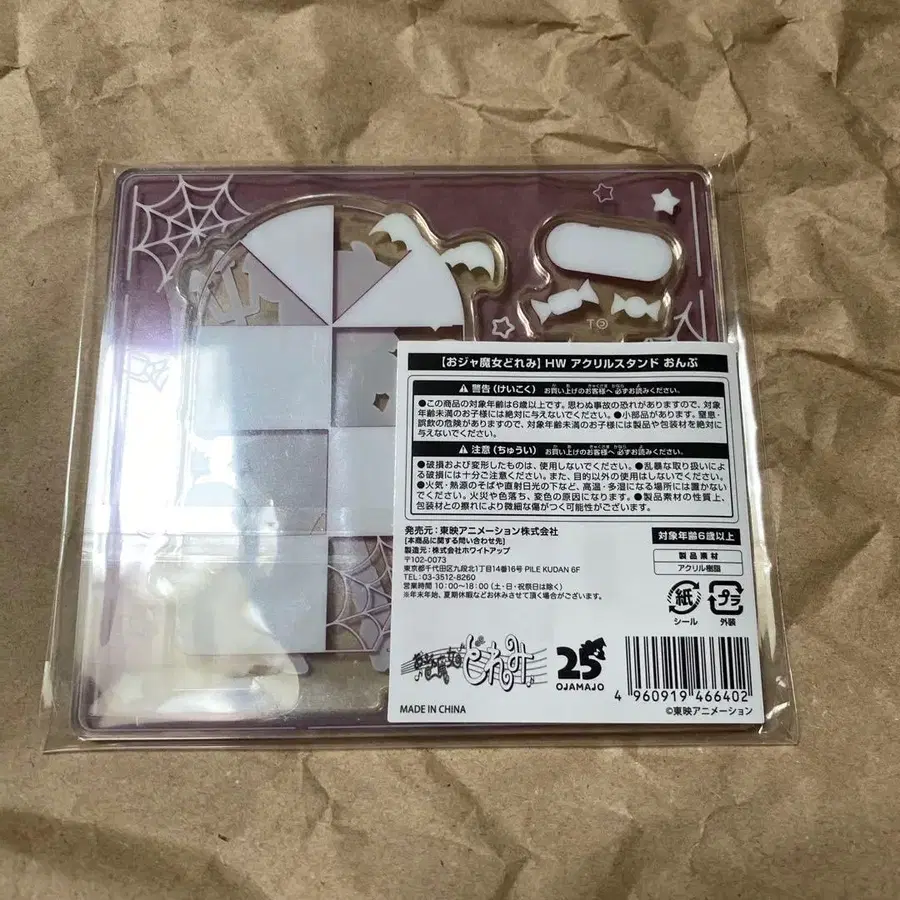 TO
【おジャ魔女どれみ】HW アクリルスタンド おんぷ
⚠ 警告(けいこく) お買い上げのお客様へ 必ずお読みください。
●この商品の対象年齢は6歳以上です。思わぬ事故の恐れがありますので、対象
年齢未満のお子様には絶対に与えないでください。●小部品があります。窒息・
誤飲の危険がありますので、対象年齢未満のお子様には製品や包装材を絶対に
与えないでください。
⚠ 注意(ちゅうい) お買い上げのお客様へ 必ずお読みください。
●破損および変形したものは、使用しないでください。●乱暴な取り扱いによ
る破損には十分ご注意ください。また、目的以外の使用はしないでください。
●火気・熱源のそばや直射日光の下など、高温・多湿になる場所には置かない
でください。火災や色落ち、変色の原因になります。●製品素材の性質上、
包装材との擦れにより微細な傷がつく可能性がございます。
発売元:東映アニメーション株式会社
[本商品に関する問い合わせ先]
製造元:株式会社ホワイトアップ
〒102-0073
東京都千代田区九段北1丁目14番16号 PILE KUDAN 6F
TEL:03-3512-8260
営業時間 10:00~18:00(土・日・祝祭日は除く)
※年末年始、夏期休暇などお休みさせて頂く場合がございます。
対象年齢6歳以上
製品素材
アクリル樹脂
紙
シール
プラ
外装
おジャ魔女どれみ
25
OJAMAJO
4 960919 466402
MADE IN CHINA
©東映アニメーション